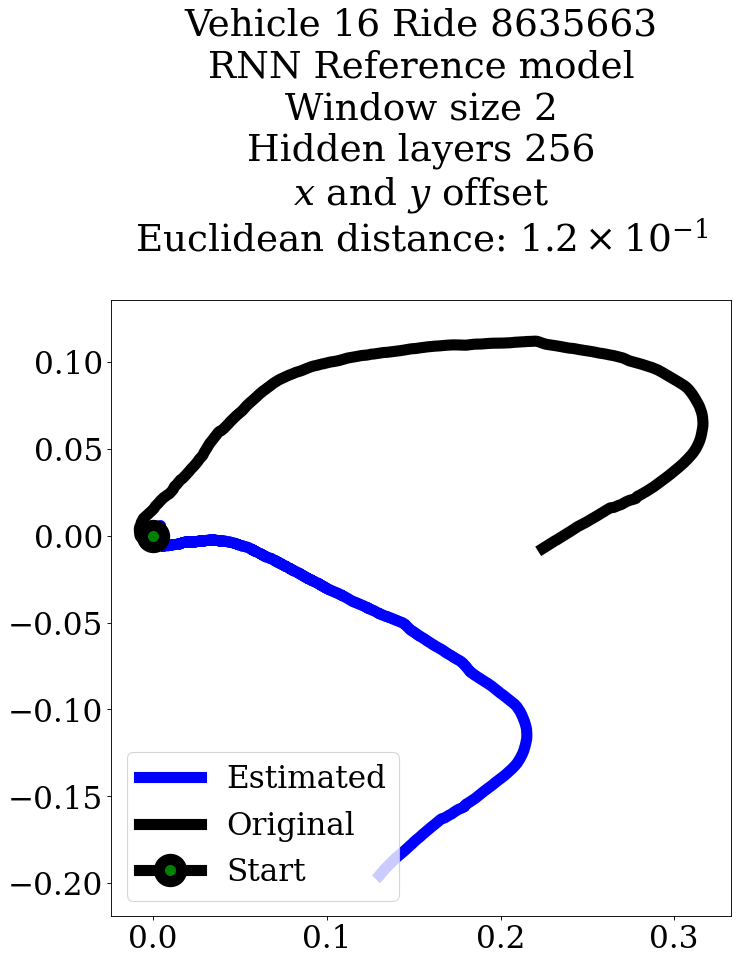 Vehicle 16 Ride 8635663
RNN Reference model
Window size 2
Hidden layers 256
x and y offset
Euclidean distance: 1.2 × 10⁻¹
0.10
0.05
0.00
−0.05
−0.10
−0.15
−0.20
Estimated
Original
Start
0.0 0.1 0.2 0.3